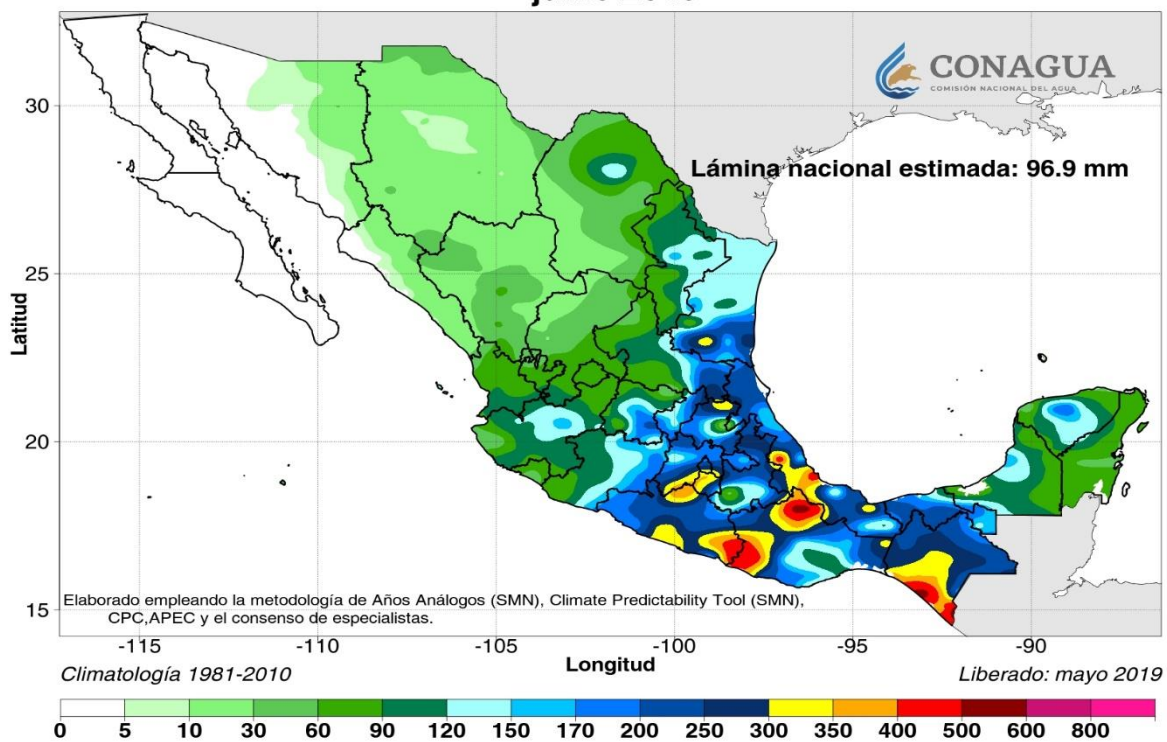 CONAGUA
COMISIÓN NACIONAL DEL AGUA
30
Lámina nacional estimada: 96.9 mm
25
Latitud
20
15
Elaborado empleando la metodología de Años Análogos (SMN), Climate Predictability Tool (SMN),
CPC,APEC y el consenso de especialistas.
-115 -110 -105 -100 -95 -90
Longitud
Climatología 1981-2010 Liberado: mayo 2019
0 5 10 30 60 90 120 150 170 200 250 300 350 400 500 600 800